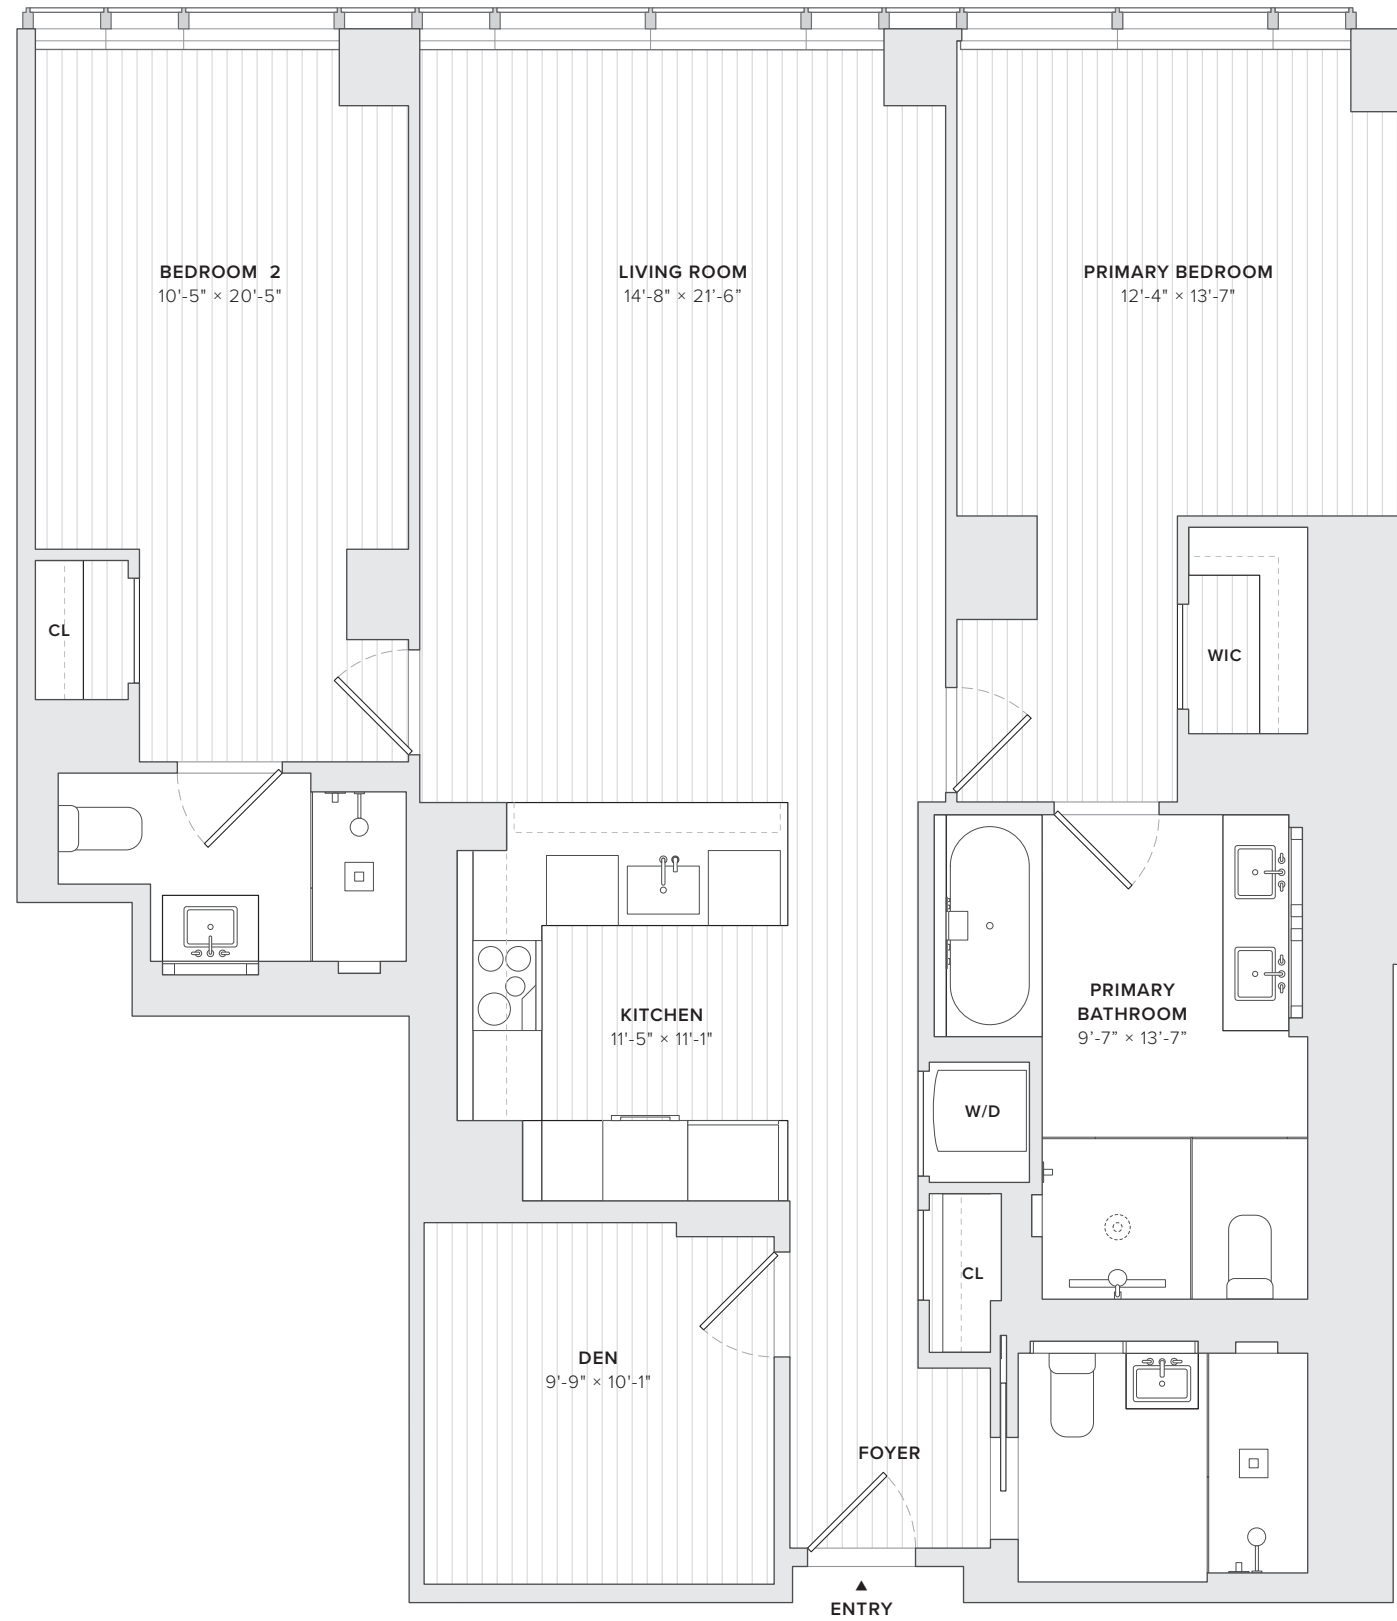 BEDROOM 2
10'-5" × 20'-5"
LIVING ROOM
14'-8" × 21'-6”
PRIMARY BEDROOM
12'-4" × 13'-7"
CL
WIC
KITCHEN
11'-5" × 11'-1"
PRIMARY
BATHROOM
9'-7” × 13'-7”
W/D
CL
DEN
9'-9" × 10'-1"
FOYER
ENTRY